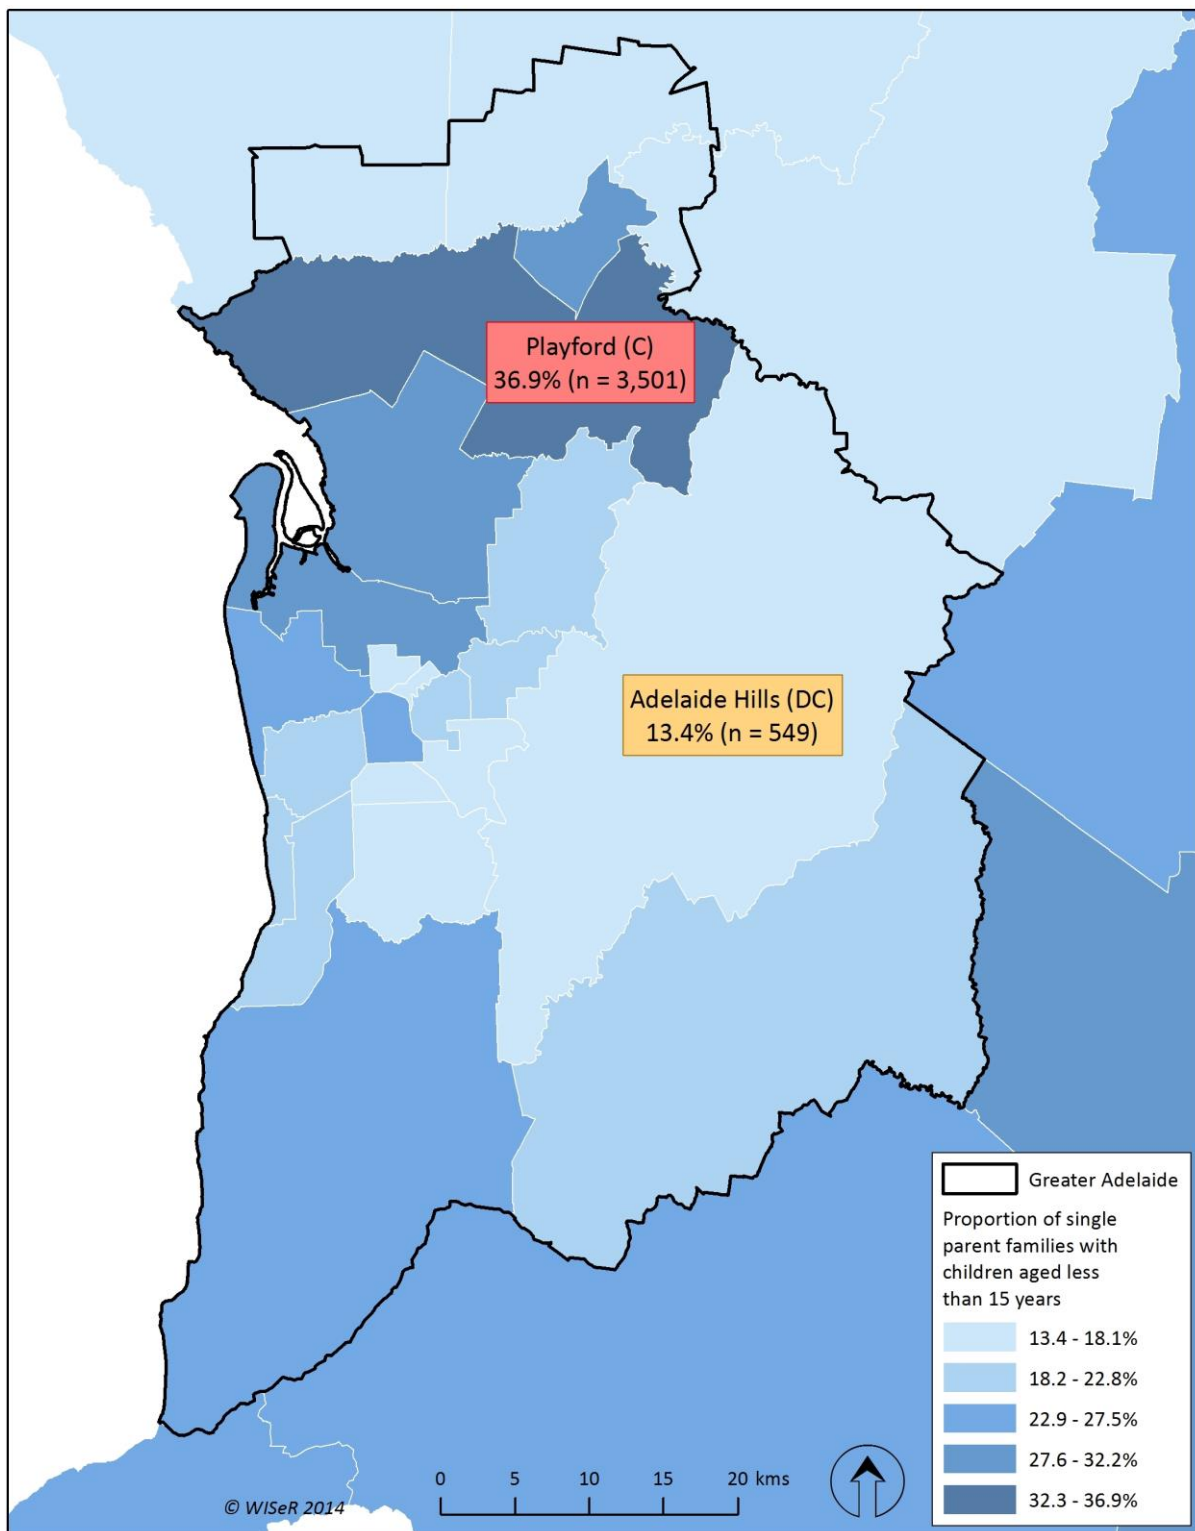 Playford (C)
36.9% (n = 3,501)
Adelaide Hills (DC)
13.4% (n = 549)
Greater Adelaide
Proportion of single
parent families with
children aged less
than 15 years
13.4 - 18.1%
18.2 - 22.8%
22.9 - 27.5%
27.6 - 32.2%
32.3 - 36.9%
0 5 10 15 20 kms
© WISeR 2014